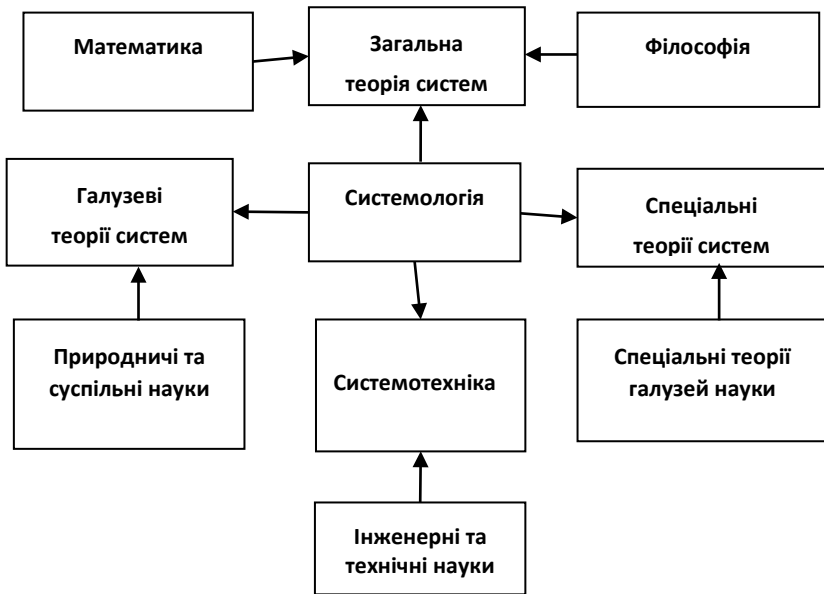 Математика
Загальна
теорія систем
Філософія
Галузеві
теорії систем
Системологія
Спеціальні
теорії систем
Природничі та
суспільні науки
Системотехніка
Спеціальні теорії
галузей науки
Інженерні та
технічні науки